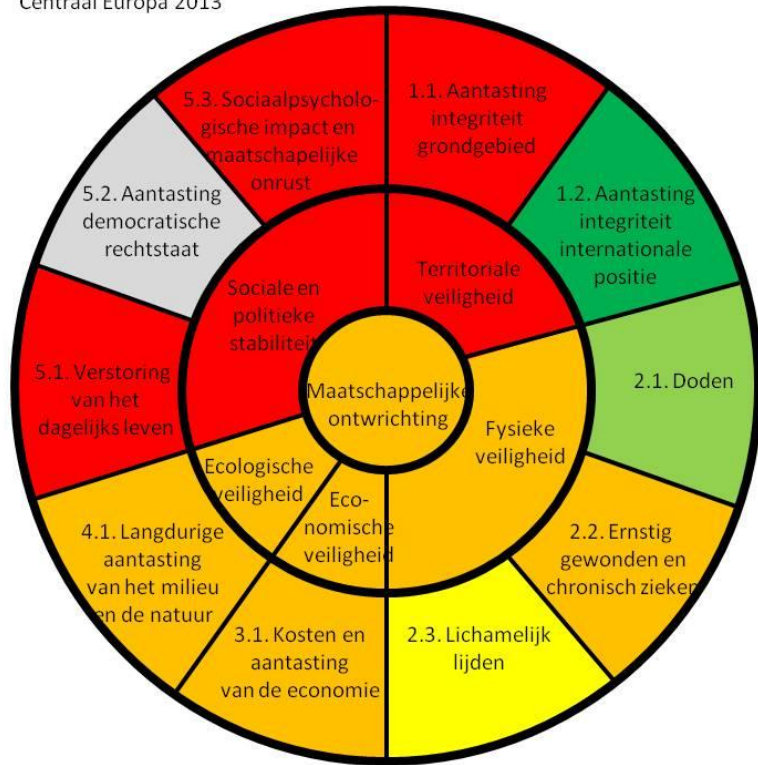 Centraal Europa 2013
5.3. Sociaalpsycholo-
gische impact en
maatschapelijke
onrust
1.1. Aantasting
integriteit
grondgebied
5.2. Aantasting
democratische
rechtstaat
1.2. Aantasting
integriteit
internationale
positie
Sociale en
politieke
stabiliteit
Territoriale
veiligheid
5.1. Verstoring
van het
dagelijks leven
Maatschappelijke
ontwrichting
2.1. Doden
Fysieke
veiligheid
Ecologische
veiligheid
Eco-
nomische
veiligheid
4.1. Langdurige
aantasting
van het milieu
en de natuur
2.2. Ernstig
gewonden en
chronisch zieken
3.1. Kosten en
aantasting
van de economie
2.3. Lichamelijk
lijden